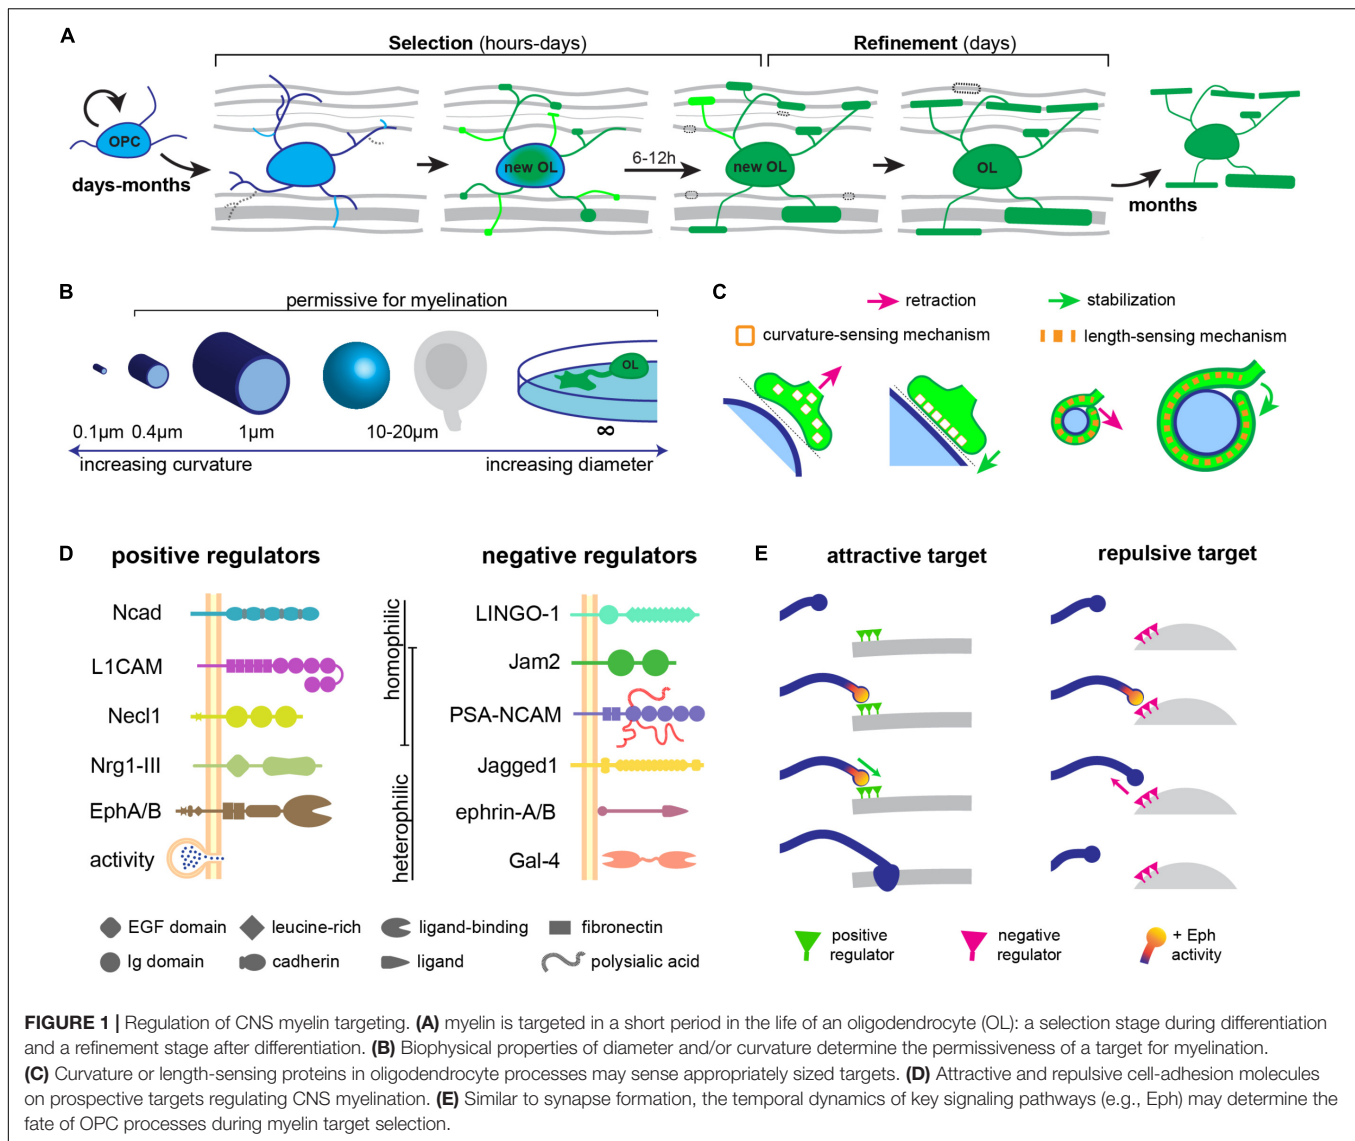 A
Selection (hours-days)
Refinement (days)
OPC
days-months
new OL
6-12h
new OL
OL
months
B
permissive for myelination
OL
0.1µm
0.4µm
1µm
10-20µm
∞
increasing curvature
increasing diameter
C
retraction
stabilization
curvature-sensing mechanism
length-sensing mechanism
D
positive regulators
negative regulators
Ncad
L1CAM
Necl1
Nrg1-III
EphA/B
activity
homophilic
heterophilic
LINGO-1
Jam2
PSA-NCAM
Jagged1
ephrin-A/B
Gal-4
EGF domain
leucine-rich
ligand-binding
fibronectin
Ig domain
cadherin
ligand
polysialic acid
E
attractive target
repulsive target
positive
regulator
negative
regulator
+ Eph
activity
FIGURE 1 | Regulation of CNS myelin targeting. (A) myelin is targeted in a short period in the life of an oligodendrocyte (OL): a selection stage during differentiation
and a refinement stage after differentiation. (B) Biophysical properties of diameter and/or curvature determine the permissiveness of a target for myelination.
(C) Curvature or length-sensing proteins in oligodendrocyte processes may sense appropriately sized targets. (D) Attractive and repulsive cell-adhesion molecules
on prospective targets regulating CNS myelination. (E) Similar to synapse formation, the temporal dynamics of key signaling pathways (e.g., Eph) may determine the
fate of OPC processes during myelin target selection.